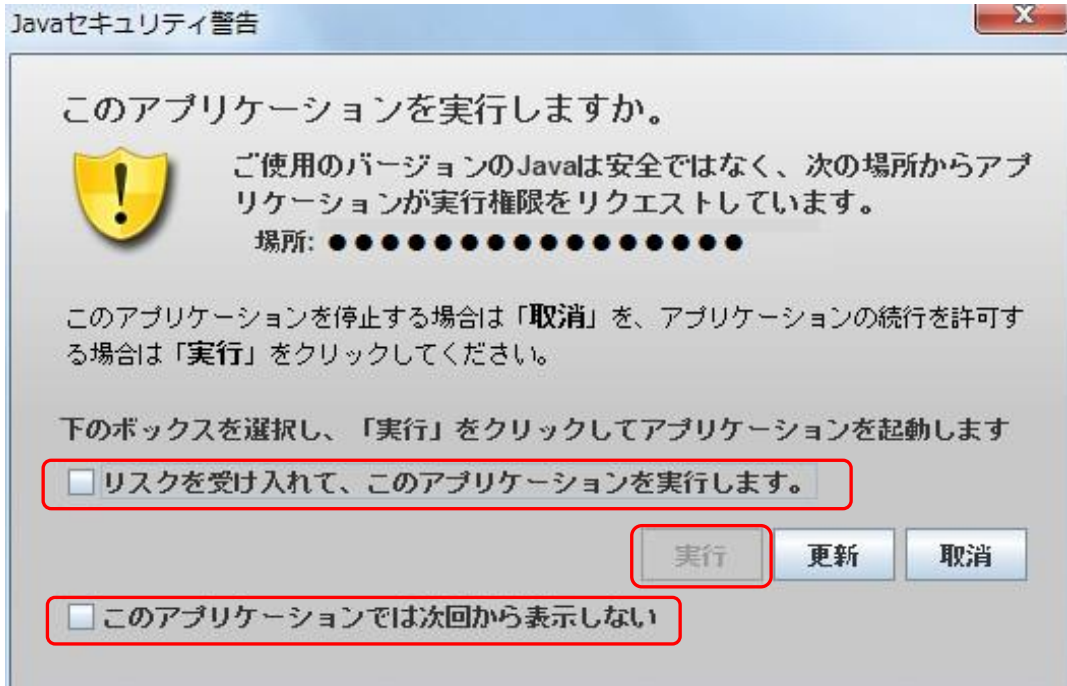 Javaセキュリティ警告
このアプリケーションを実行しますか。
ご使用のバージョンのJavaは安全ではなく、次の場所からアプ
リケーションが実行権限をリクエストしています。
場所: ●●●●●●●●●●●●●●●●
このアプリケーションを停止する場合は「取消」を、アプリケーションの続行を許可す
る場合は「実行」をクリックしてください。
下のボックスを選択し、「実行」をクリックしてアプリケーションを起動します
リスクを受け入れて、このアプリケーションを実行します。
実行 更新 取消
このアプリケーションでは次回から表示しない